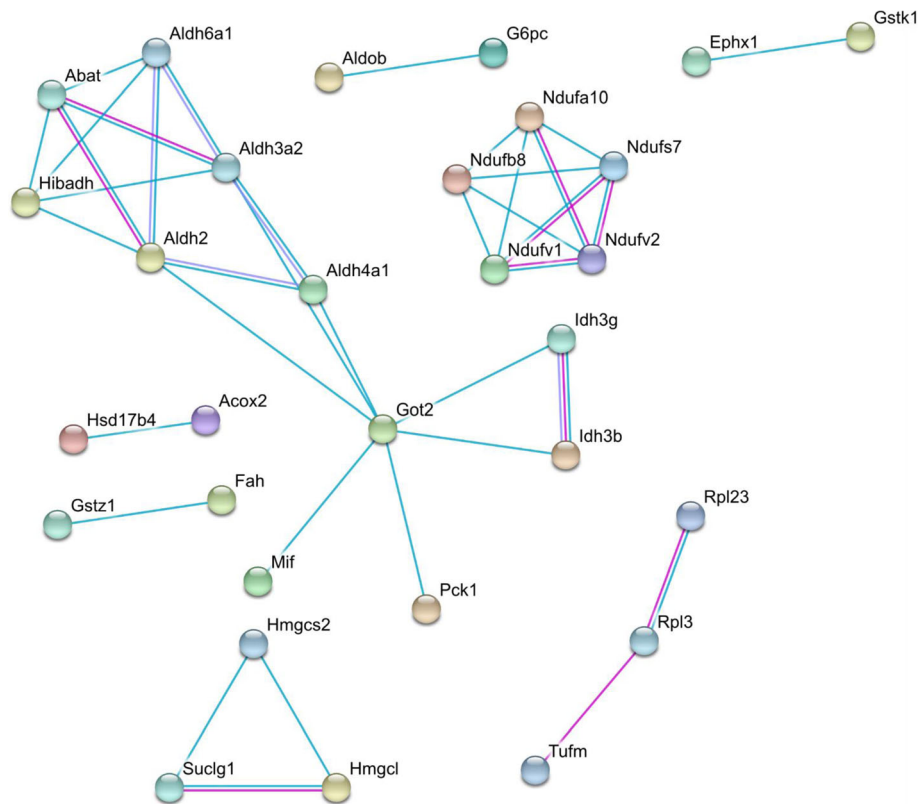 Aldh6a1
G6pc
Gstk1
Aldob
Ephx1
Abat
Ndufa10
Aldh3a2
Ndufb8
Ndufs7
Hibadh
Aldh2
Ndufv1
Ndufv2
Aldh4a1
Idh3g
Acox2
Got2
Hsd17b4
Idh3b
Fah
Gstz1
Rpl23
Mif
Pck1
Hmgcs2
Rpl3
Suclg1
Hmgcl
Tufm